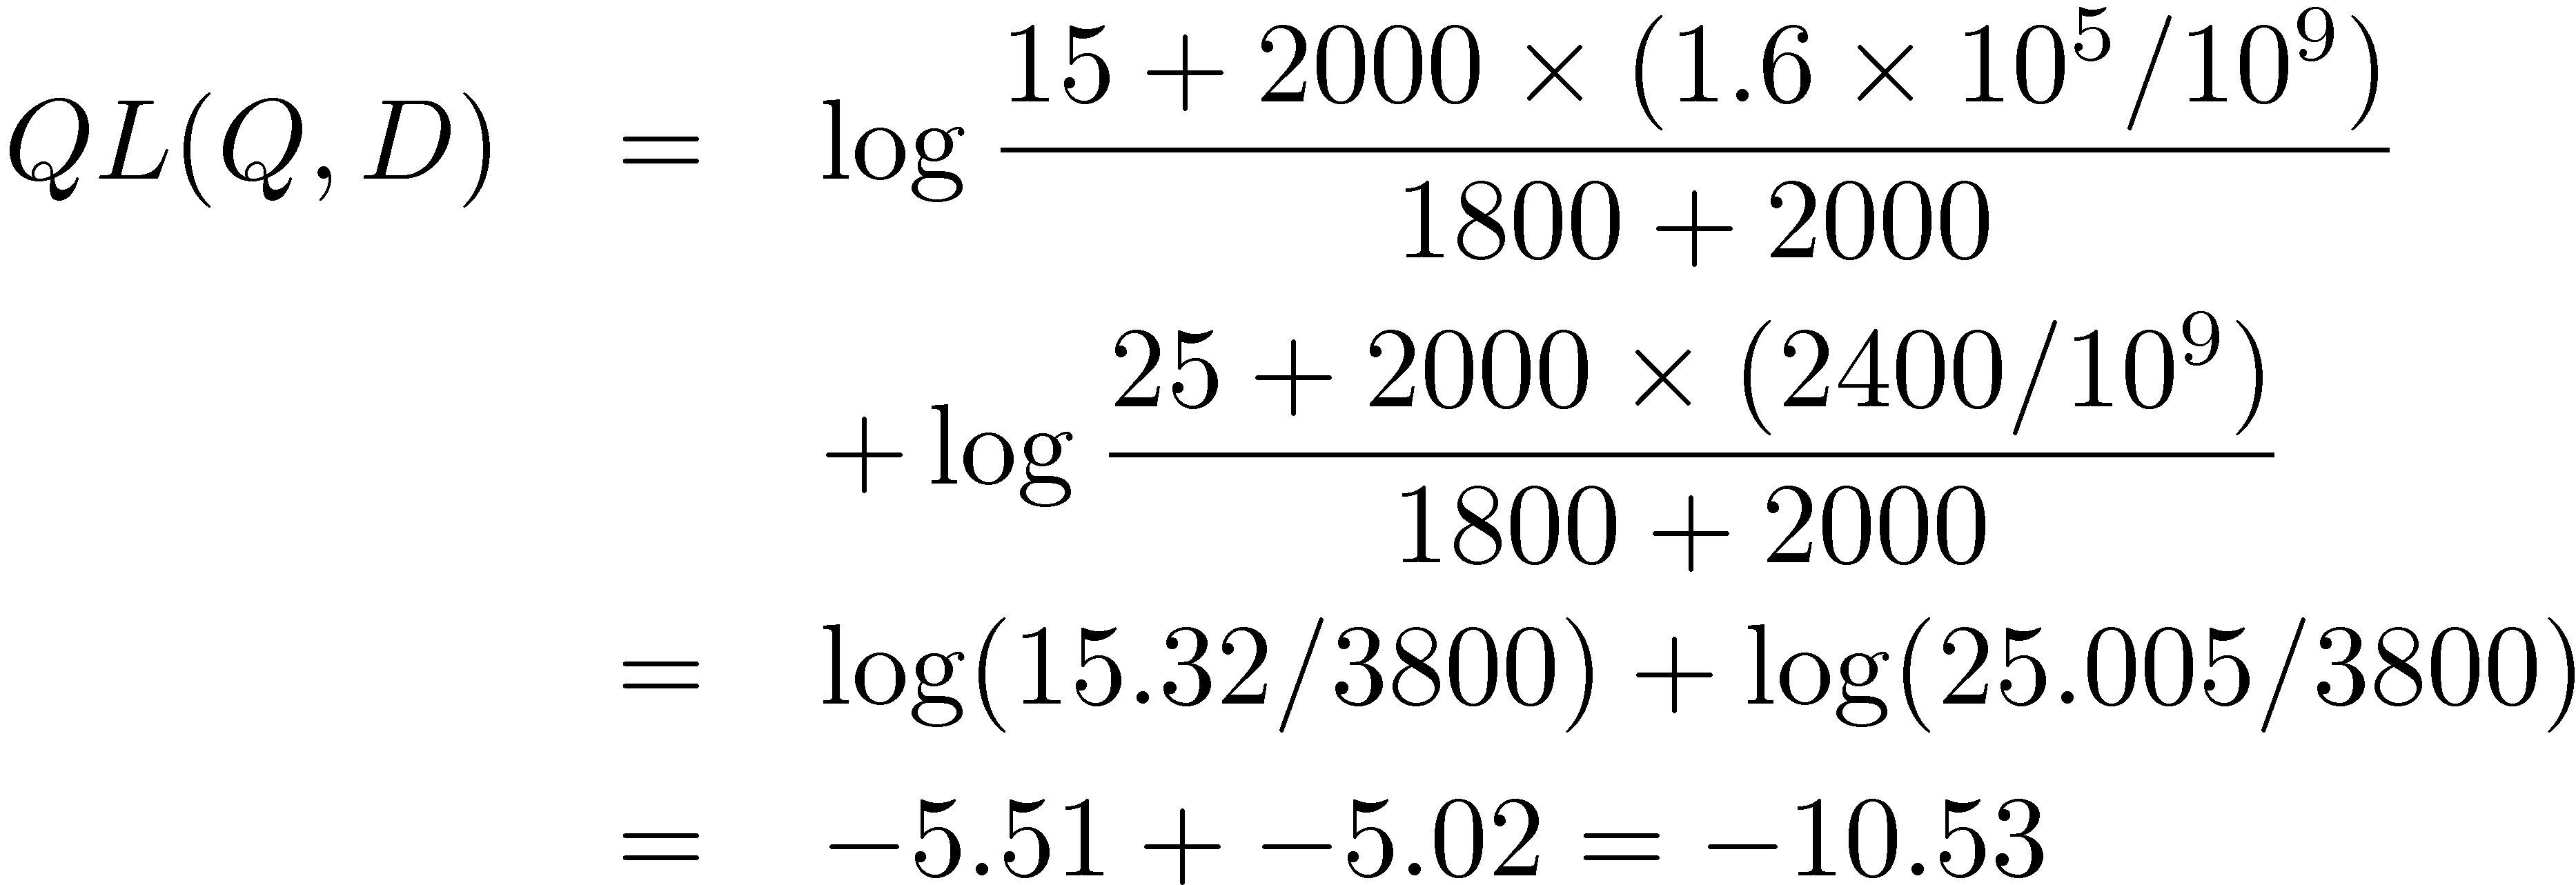 QL(Q, D) = log (15 + 2000 × (1.6 × 10^5/10^9)) / (1800 + 2000)
+ log (25 + 2000 × (2400/10^9)) / (1800 + 2000)
= log(15.32/3800) + log(25.005/3800)
= −5.51 + −5.02 = −10.53